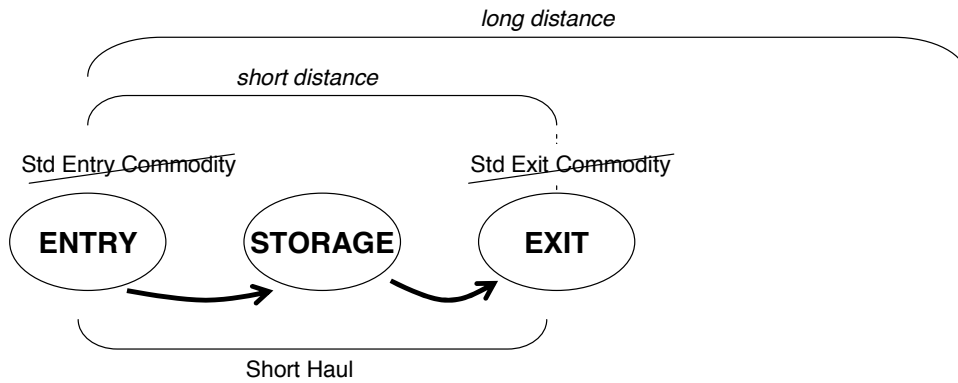 long distance
short distance
Std Entry Commodity
Std Exit Commodity
ENTRY
STORAGE
EXIT
Short Haul